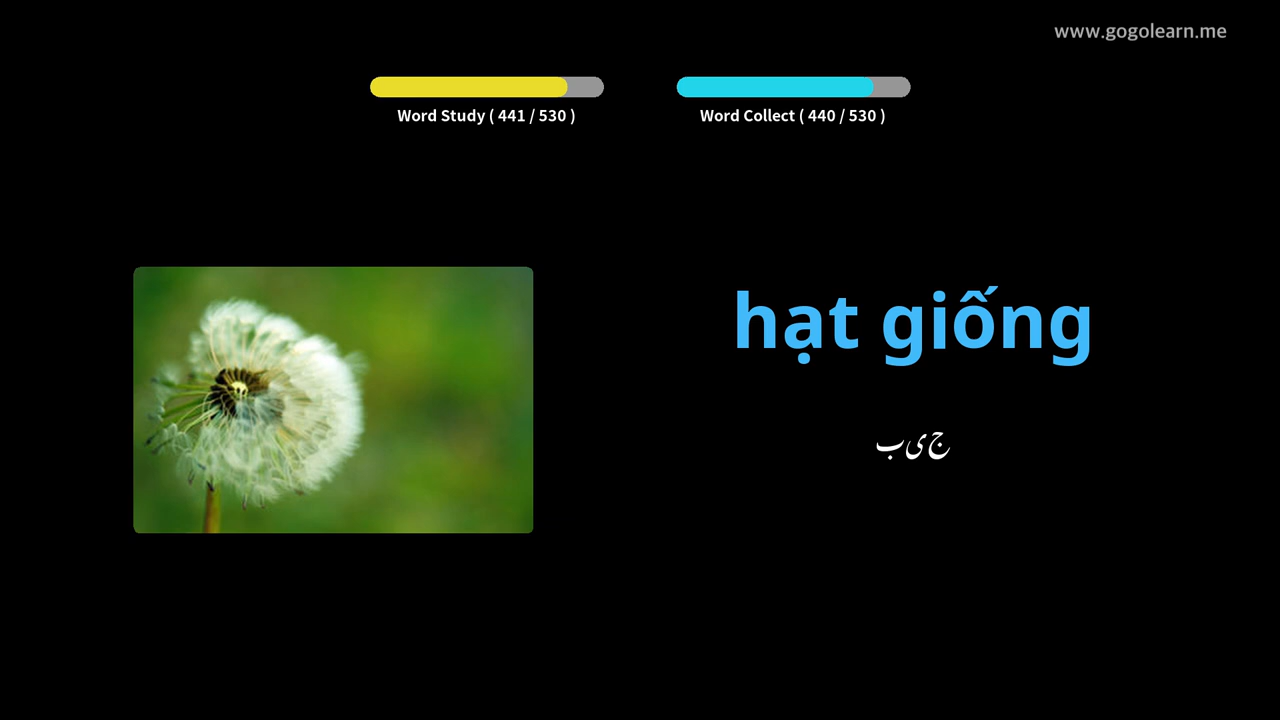 www.gogolearn.me
Word Study ( 441 / 530 )
Word Collect ( 440 / 530 )
hạt giống
ج‌ی‌ب